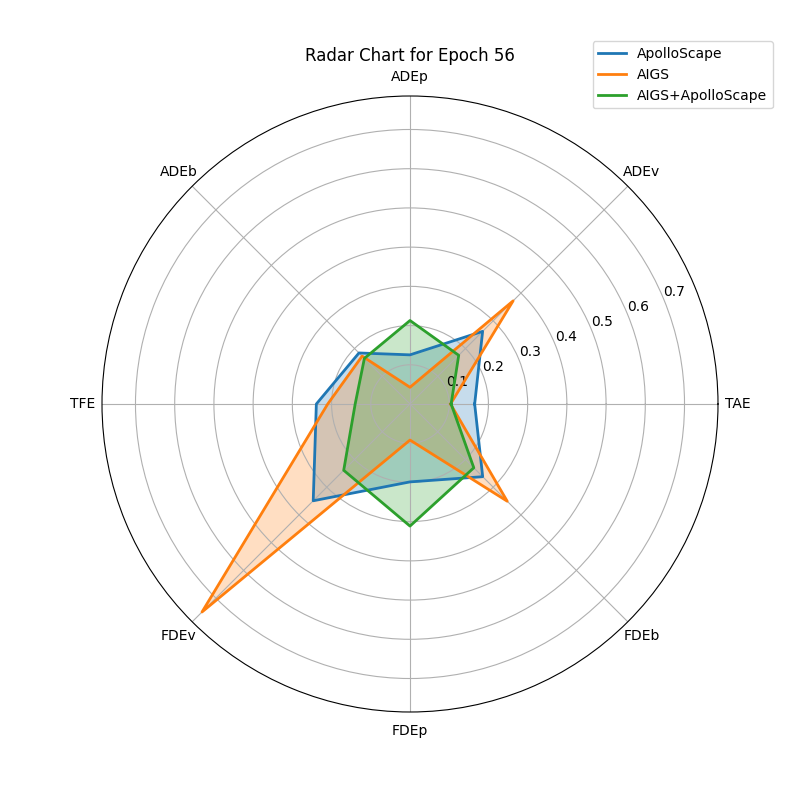 Radar Chart for Epoch 56
ApolloScape
AIGS
AIGS+ApolloScape
ADEp
ADEb
ADEv
0.7
0.6
0.5
0.4
0.3
0.2
0.1
TFE
TAE
FDEv
FDEb
FDEp